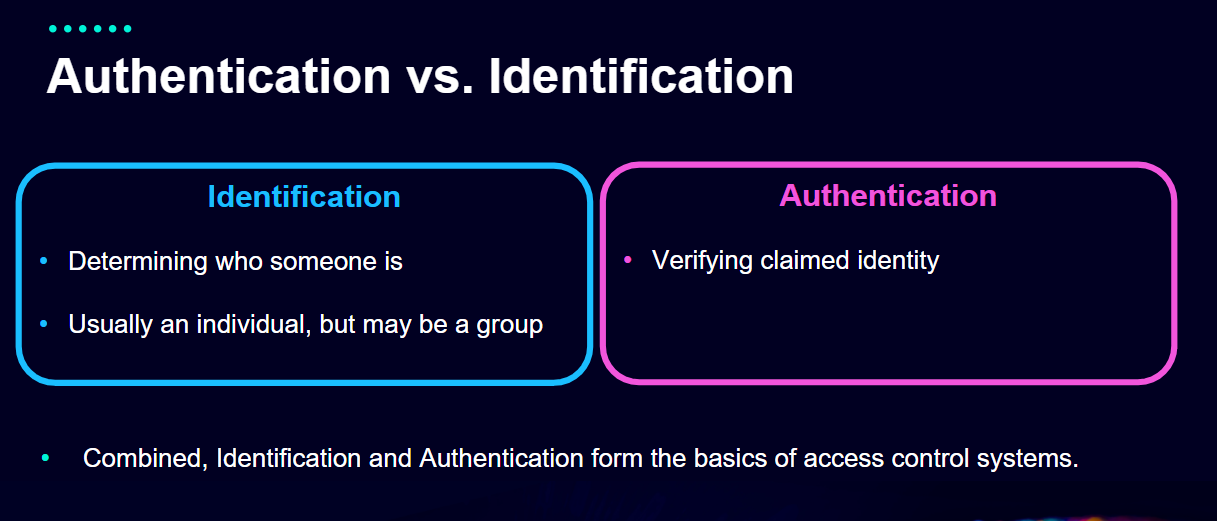 Authentication vs. Identification
Identification
• Determining who someone is
• Usually an individual, but may be a group
Authentication
• Verifying claimed identity
• Combined, Identification and Authentication form the basics of access control systems.